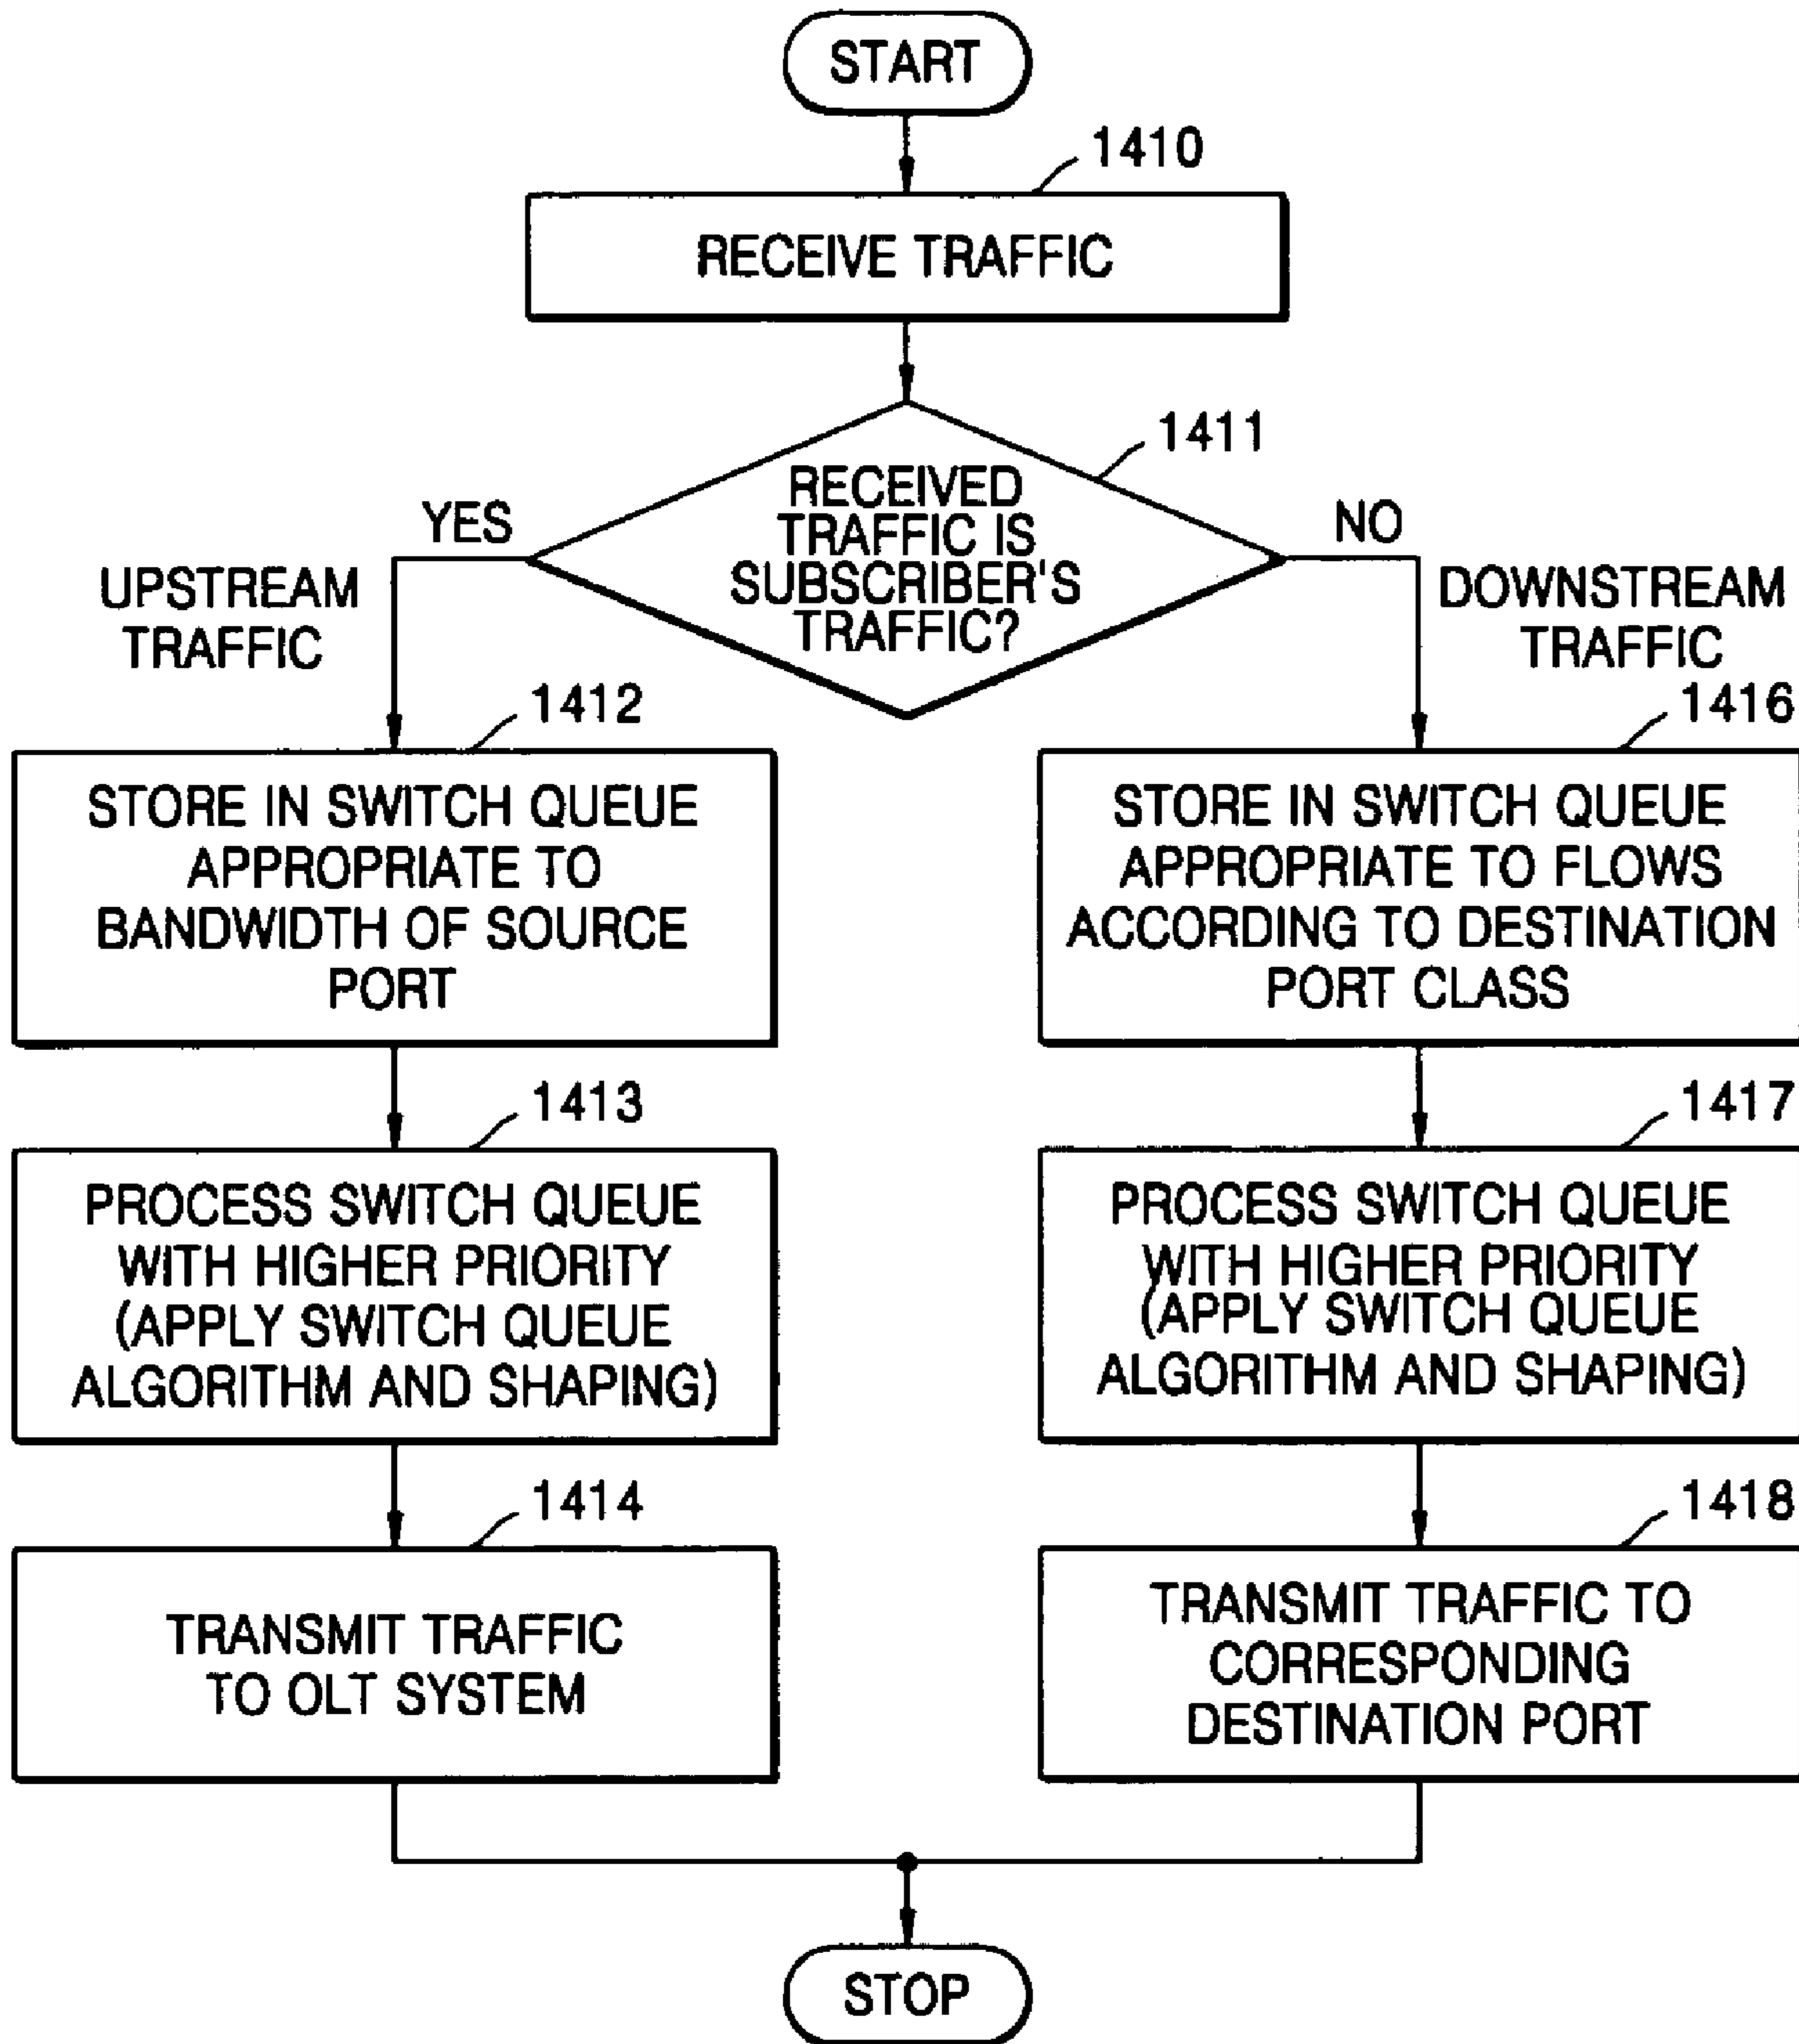 START
1410
RECEIVE TRAFFIC
1411
RECEIVED
TRAFFIC IS
SUBSCRIBER'S
TRAFFIC?
YES
UPSTREAM
TRAFFIC
NO
DOWNSTREAM
TRAFFIC
1412
STORE IN SWITCH QUEUE
APPROPRIATE TO
BANDWIDTH OF SOURCE
PORT
1416
STORE IN SWITCH QUEUE
APPROPRIATE TO FLOWS
ACCORDING TO DESTINATION
PORT CLASS
1413
PROCESS SWITCH QUEUE
WITH HIGHER PRIORITY
(APPLY SWITCH QUEUE
ALGORITHM AND SHAPING)
1417
PROCESS SWITCH QUEUE
WITH HIGHER PRIORITY
(APPLY SWITCH QUEUE
ALGORITHM AND SHAPING)
1414
TRANSMIT TRAFFIC
TO OLT SYSTEM
1418
TRANSMIT TRAFFIC TO
CORRESPONDING
DESTINATION PORT
STOP